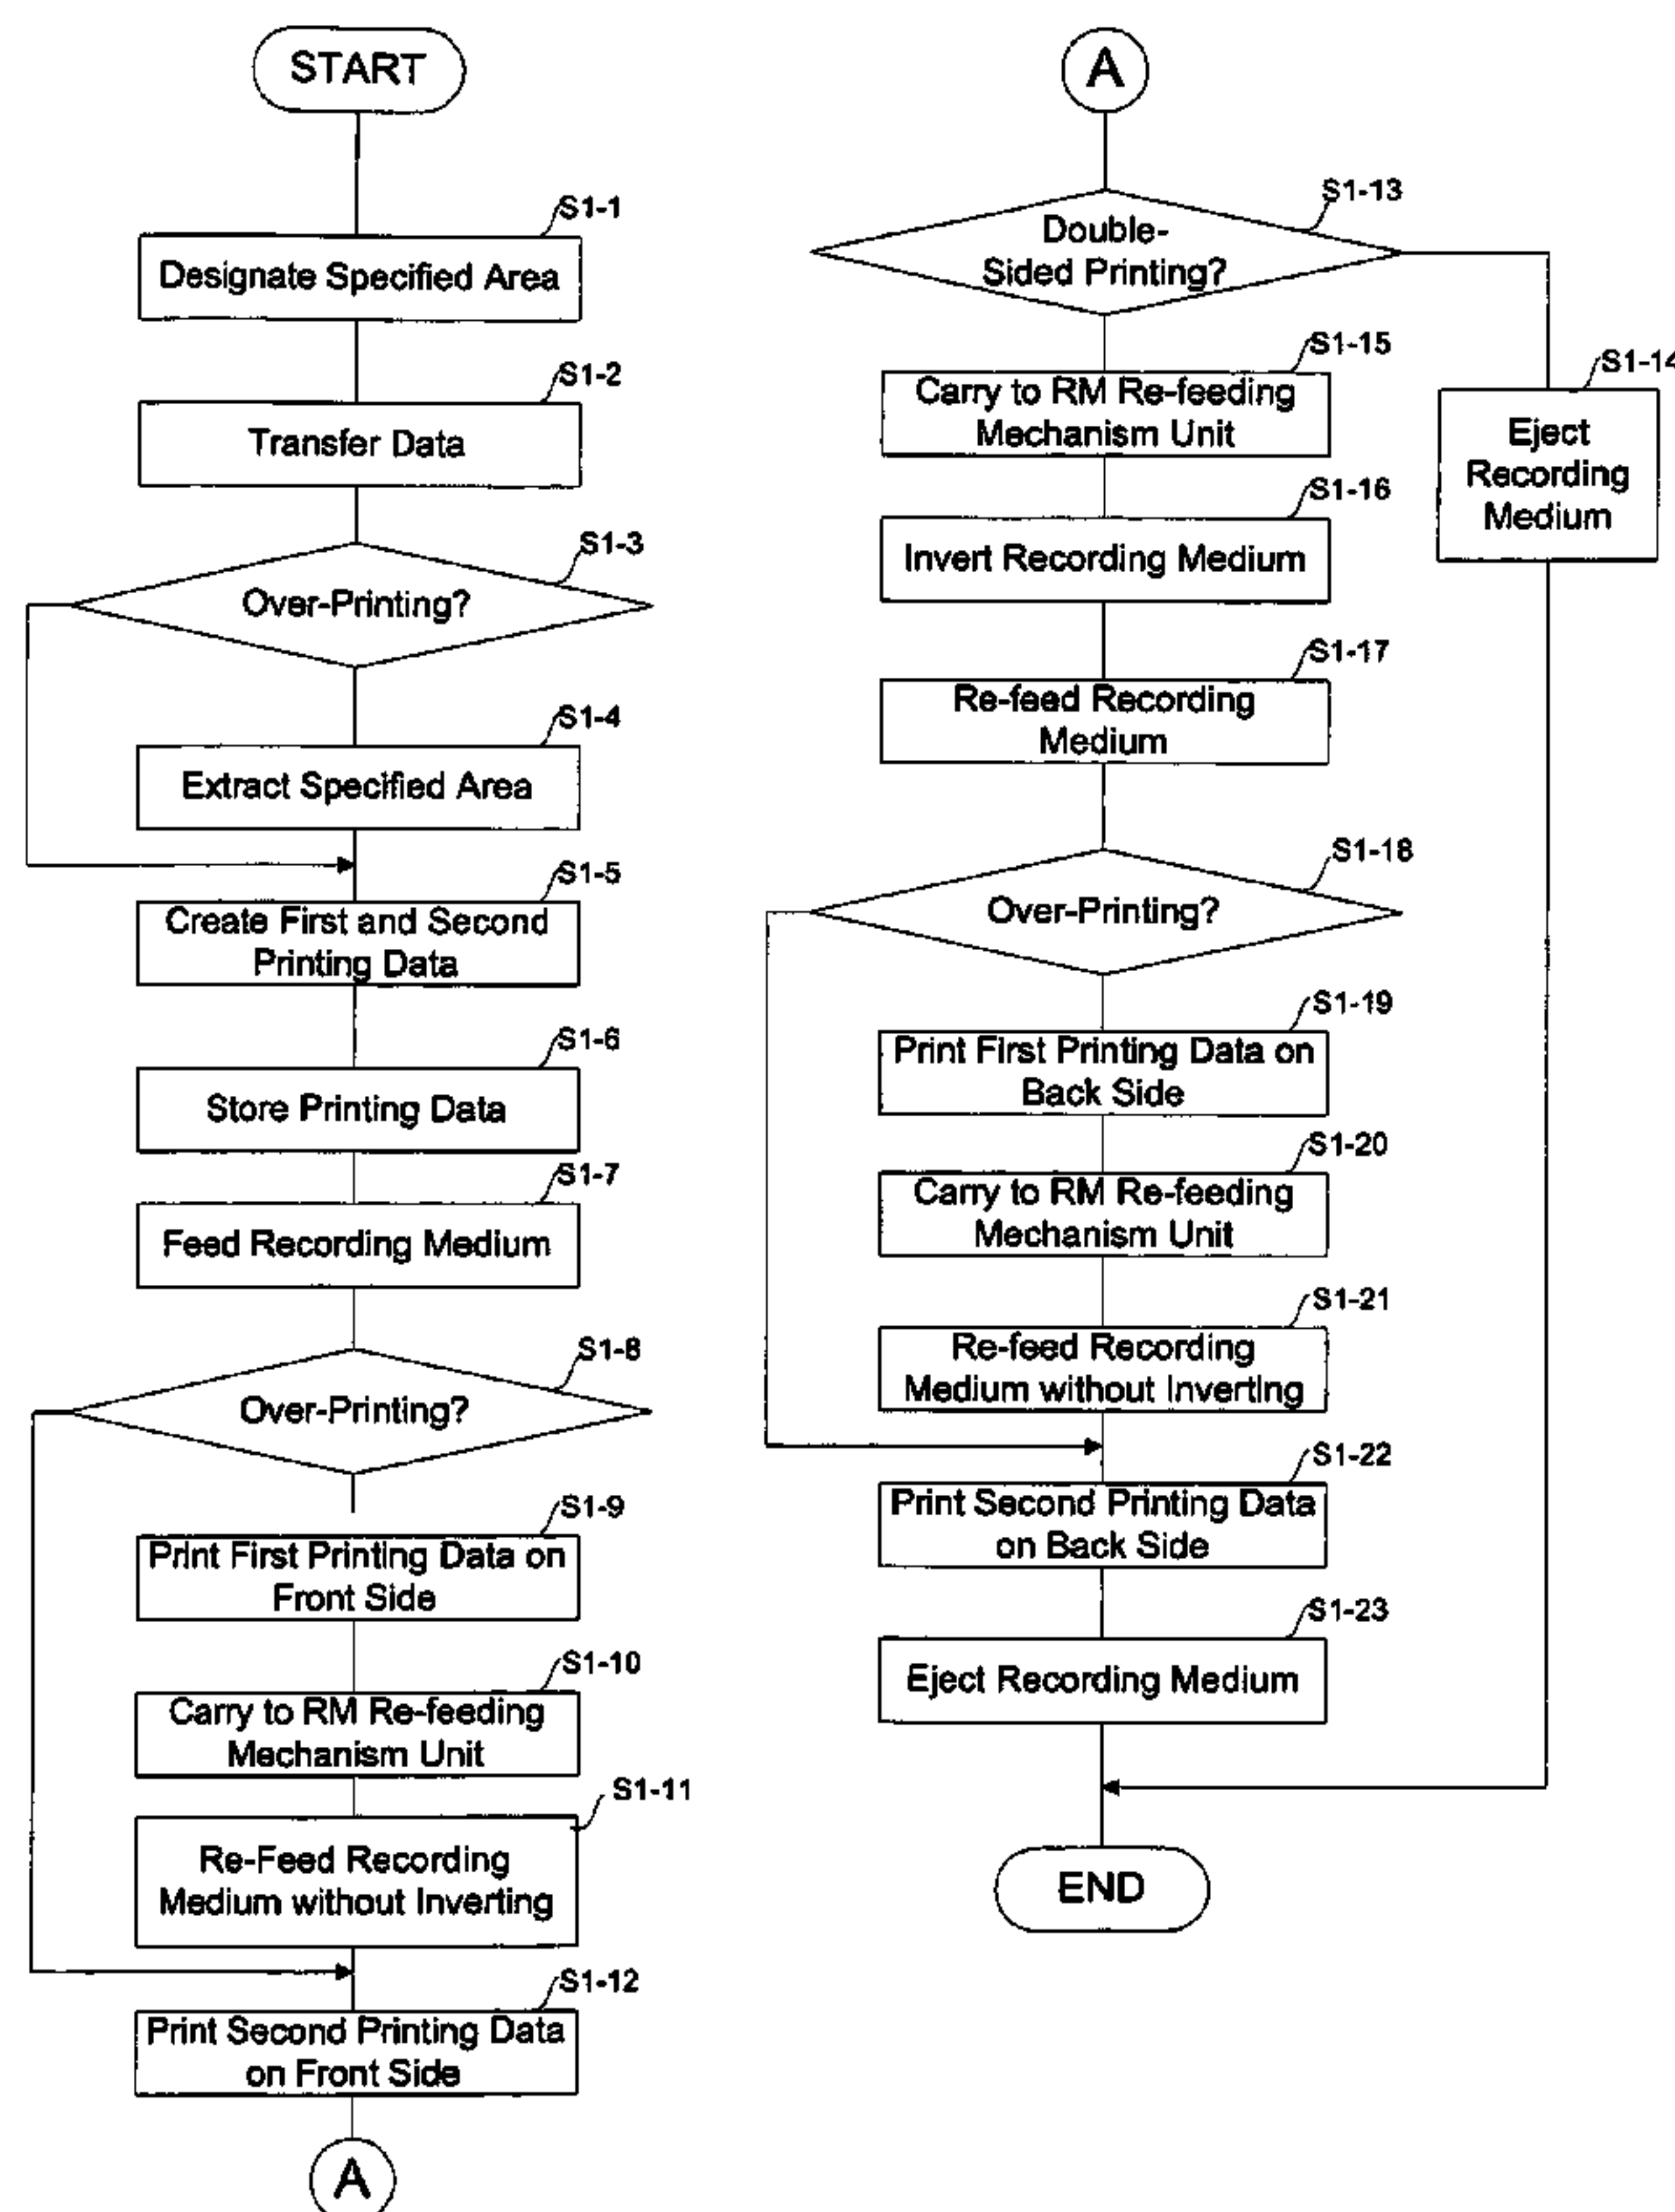 START
S1-1
Designate Specified Area
S1-2
Transfer Data
S1-3
Over-Printing?
S1-4
Extract Specified Area
S1-5
Create First and Second
Printing Data
S1-6
Store Printing Data
S1-7
Feed Recording Medium
S1-8
Over-Printing?
S1-9
Print First Printing Data on
Front Side
S1-10
Carry to RM Re-feeding
Mechanism Unit
S1-11
Re-Feed Recording
Medium without Inverting
S1-12
Print Second Printing Data
on Front Side
A
A
S1-13
Double-
Sided Printing?
S1-14
Eject
Recording
Medium
S1-15
Carry to RM Re-feeding
Mechanism Unit
S1-16
Invert Recording Medium
S1-17
Re-feed Recording
Medium
S1-18
Over-Printing?
S1-19
Print First Printing Data on
Back Side
S1-20
Carry to RM Re-feeding
Mechanism Unit
S1-21
Re-feed Recording
Medium without Inverting
S1-22
Print Second Printing Data
on Back Side
S1-23
Eject Recording Medium
END